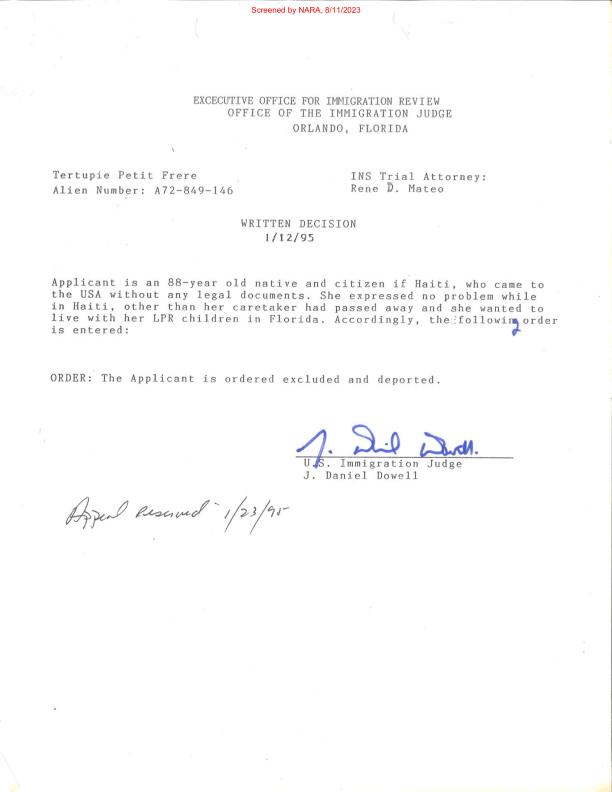 Screened by NARA, 8/11/2023
EXCECUTIVE OFFICE FOR IMMIGRATION REVIEW
OFFICE OF THE IMMIGRATION JUDGE
ORLANDO, FLORIDA
Tertupie Petit Frere
Alien Number: A72-849-146
INS Trial Attorney:
Rene D. Mateo
WRITTEN DECISION
1/12/95
Applicant is an 88-year old native and citizen if Haiti, who came to
the USA without any legal documents. She expressed no problem while
in Haiti, other than her caretaker had passed away and she wanted to
live with her LPR children in Florida. Accordingly, the following order
is entered:
ORDER: The Applicant is ordered excluded and deported.
J. Daniel Dowell.
U.S. Immigration Judge
J. Daniel Dowell
Appeal reserved - 1/23/95